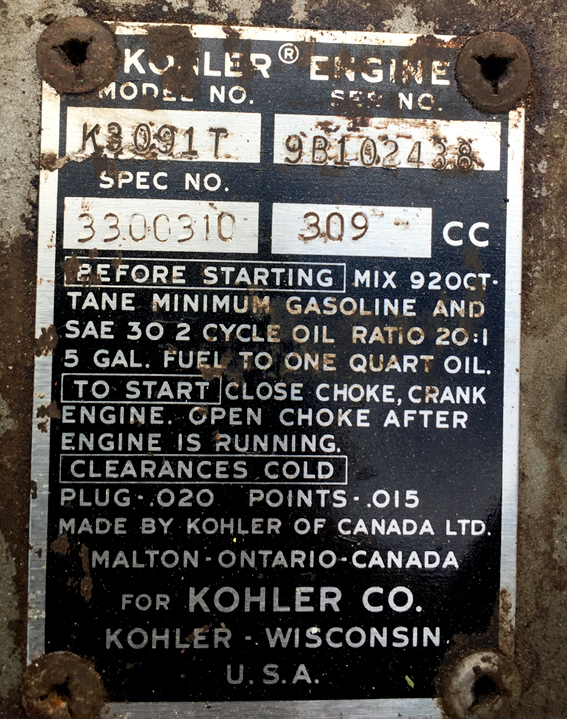 KOHLER® ENGINE
MODEL NO. SER NO.
K3091T 9B102438
SPEC NO.
3300310 309 CC
BEFORE STARTING MIX 92OCT-
TANE MINIMUM GASOLINE AND
SAE 30 2 CYCLE OIL RATIO 20:1
5 GAL. FUEL TO ONE QUART OIL.
TO START CLOSE CHOKE, CRANK
ENGINE. OPEN CHOKE AFTER
ENGINE IS RUNNING.
CLEARANCES COLD
PLUG-.020 POINTS-.015
MADE BY KOHLER OF CANADA LTD.
MALTON-ONTARIO-CANADA
FOR KOHLER CO.
KOHLER - WISCONSIN
U.S.A.